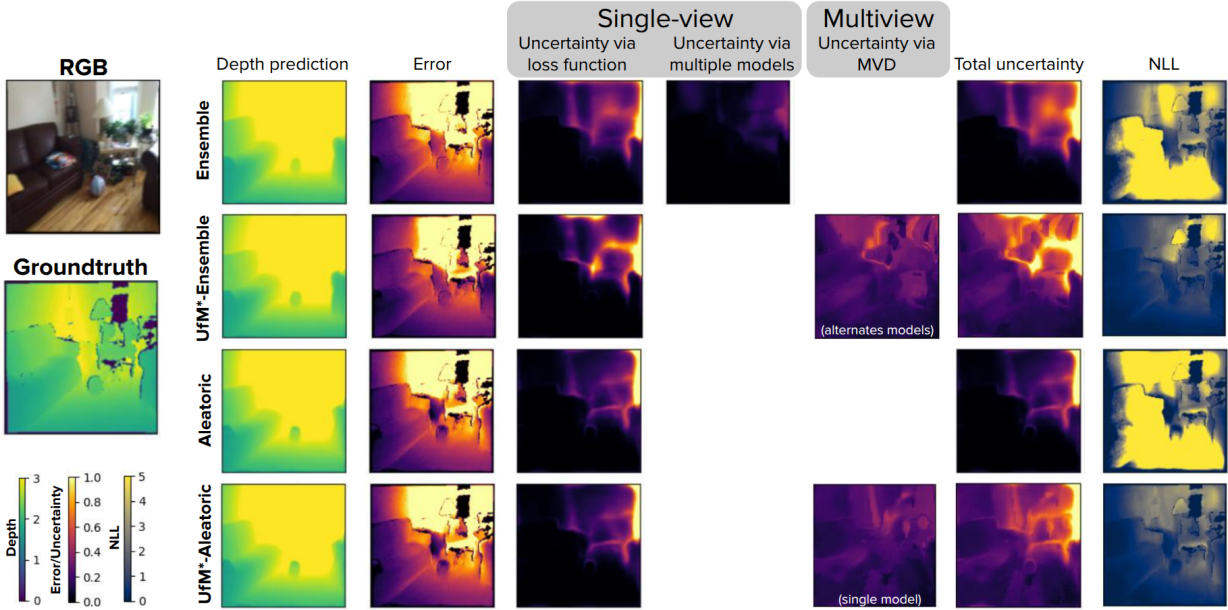 Single-view
Multiview
Uncertainty via
loss function
Uncertainty via
multiple models
Uncertainty via
MVD
RGB
Depth prediction
Error
Total uncertainty
NLL
Ensemble
Groundtruth
UfM*-Ensemble
(alternates models)
Aleatoric
UfM*-Aleatoric
(single model)
Depth
3
2
1
0
Error/Uncertainty
1.0
0.8
0.6
0.4
0.2
0.0
NLL
5
4
3
2
1
0